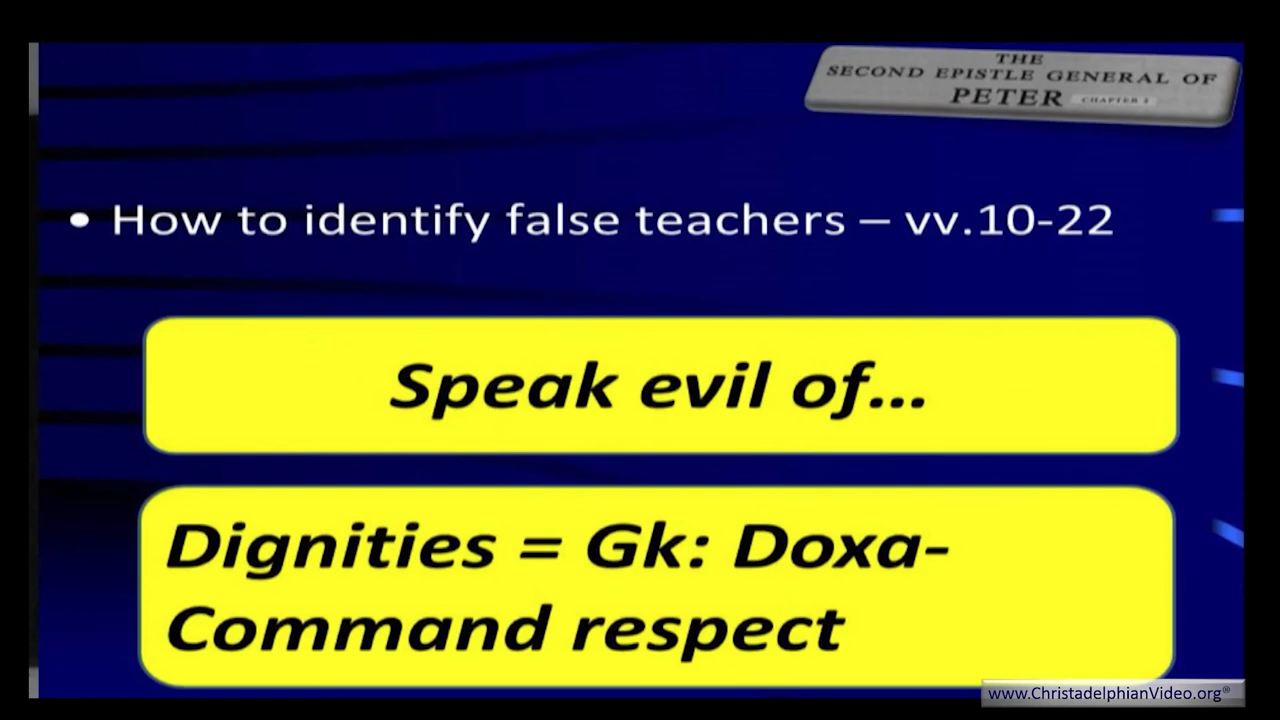 THE
SECOND EPISTLE GENERAL OF
PETER
• How to identify false teachers – vv.10-22
Speak evil of...
Dignities = Gk: Doxa-
Command respect
www.ChristadelphianVideo.org®